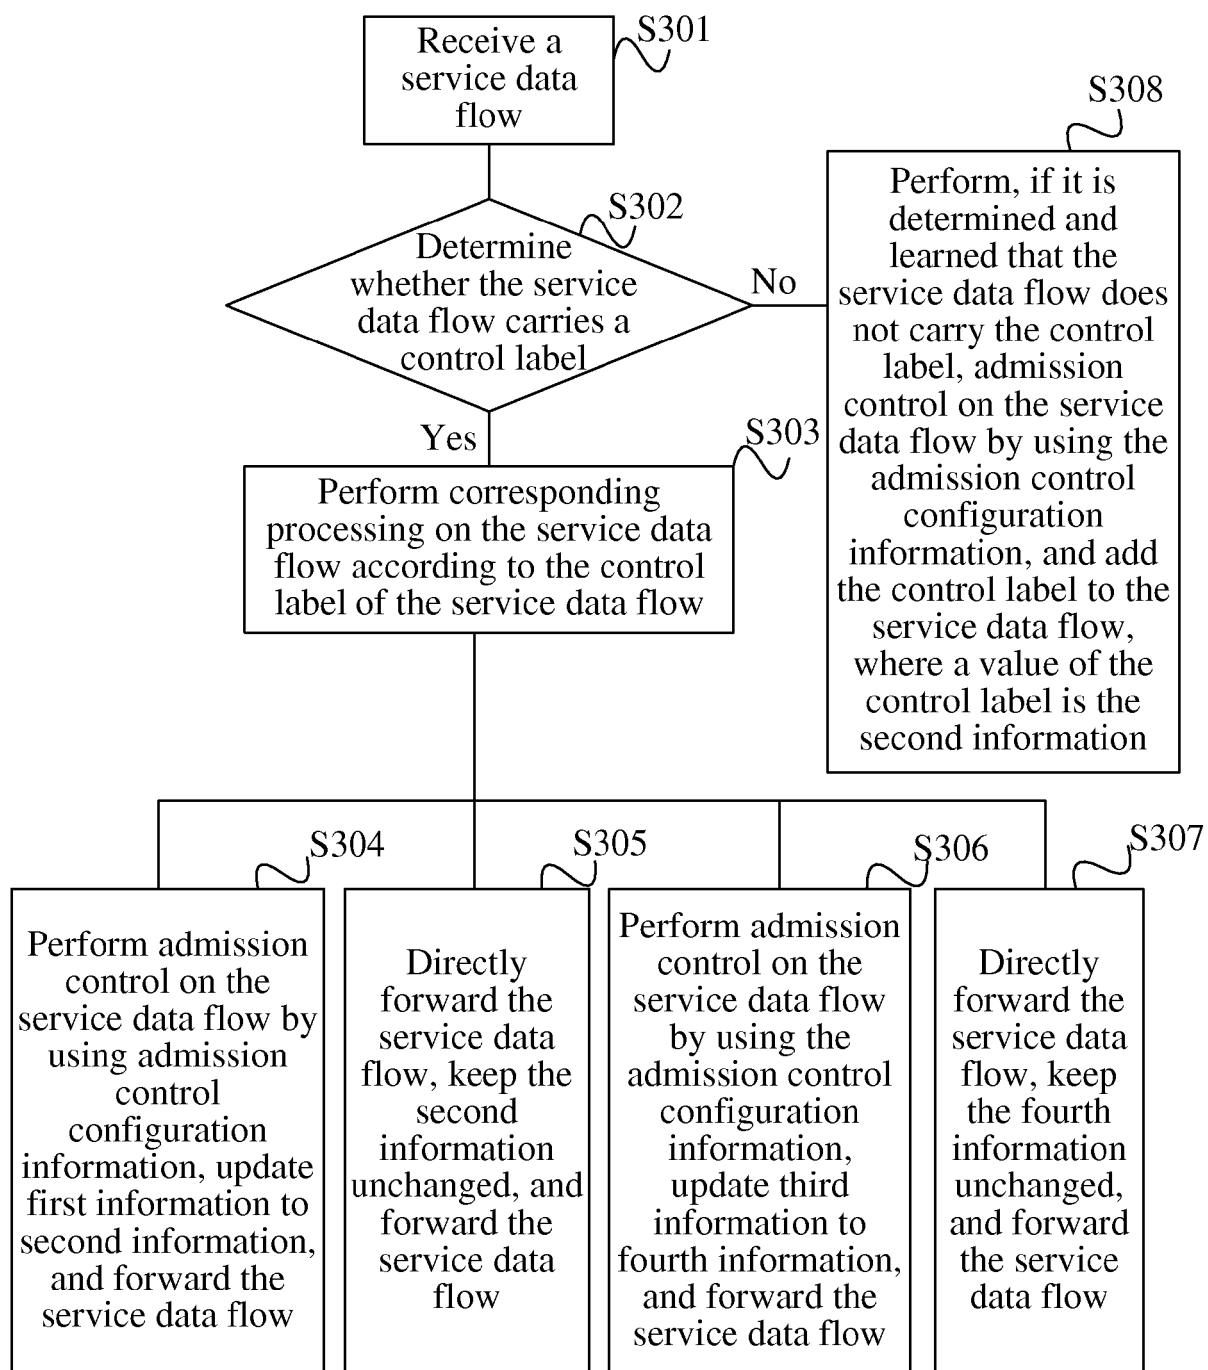 Receive a
service data
flow
S301
S302
Determine
whether the service
data flow carries a
control label
No
Yes
S308
Perform, if it is
determined and
learned that the
service data flow does
not carry the control
label, admission
control on the service
data flow by using the
admission control
configuration
information, and add
the control label to the
service data flow,
where a value of the
control label is the
second information
S303
Perform corresponding
processing on the service data
flow according to the control
label of the service data flow
S304
Perform admission
control on the
service data flow by
using admission
control
configuration
information, update
first information to
second information,
and forward the
service data flow
S305
Directly
forward the
service data
flow, keep the
second
information
unchanged, and
forward the
service data
flow
S306
Perform admission
control on the
service data flow
by using the
admission control
configuration
information,
update third
information to
fourth information,
and forward the
service data flow
S307
Directly
forward the
service data
flow, keep
the fourth
information
unchanged,
and forward
the service
data flow